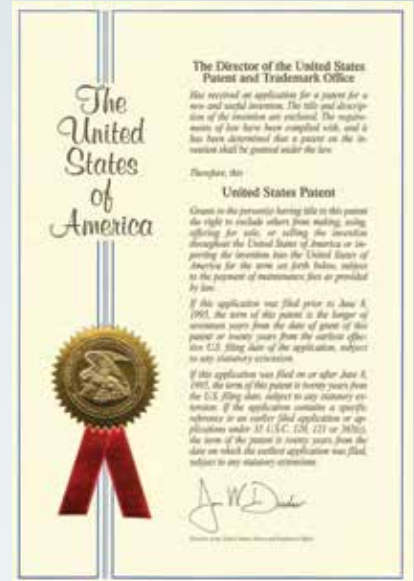 The
United
States
of
America
The Director of the United States
Patent and Trademark Office
Has received an application for a patent for a
new and useful invention. The title and descrip-
tion of the invention are enclosed. The require-
ments of law have been complied with, and it
has been determined that a patent on the in-
vention shall be granted under the law.
Therefore, this
United States Patent
Grants to the person(s) having title to this patent
the right to exclude others from making, using,
offering for sale, or selling the invention
throughout the United States of America or im-
porting the invention into the United States of
America for the term set forth below, subject
to the payment of maintenance fees as provided
by law.
If this application was filed prior to June 8,
1995, the term of this patent is the longer of
seventeen years from the date of grant of this
patent or twenty years from the earliest effec-
tive U.S. filing date of the application, subject
to any statutory extension.
If this application was filed on or after June 8,
1995, the term of this patent is twenty years from
the U.S. filing date, subject to any statutory ex-
tension. If the application contains a specific
reference to an earlier filed application or ap-
plications under 35 U.S.C. 120, 121 or 365(c),
the term of the patent is twenty years from the
date on which the earliest application was filed,
subject to any statutory extensions.